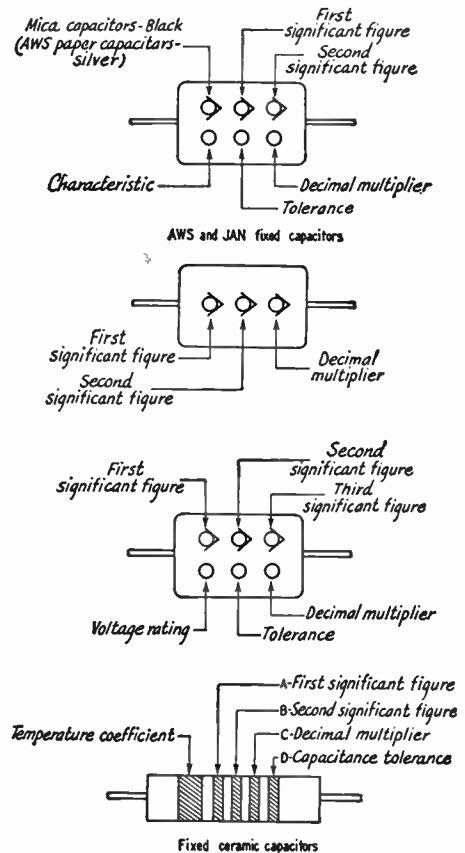 Mica capacitors-Black
(AWS paper capacitars-
silver)
First
significant figure
Second
significant figure
Characteristic
Decimal multiplier
Tolerance
AWS and JAN fixed capacitors
First
significant figure
Second
significant figure
Decimal
multiplier
First
significant figure
Second
significant figure
Third
significant figure
Voltage rating
Decimal multiplier
Tolerance
A-First significant figure
B-Second significant figure
Temperature coefficient
C-Decimal multiplier
D-Capacitance tolerance
Fixed ceramic capacitors